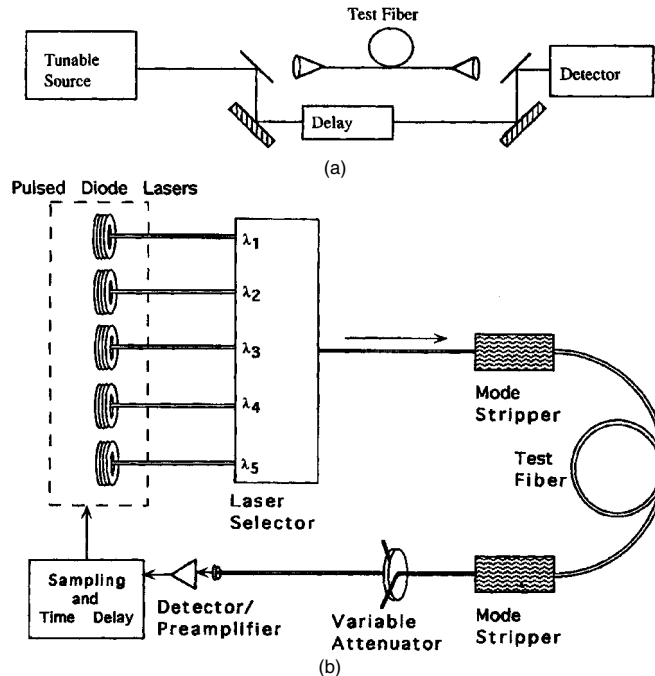 Test Fiber
Tunable
Source
Detector
Delay
(a)
Pulsed Diode Lasers
λ1
λ2
λ3
λ4
λ5
Laser
Selector
Mode
Stripper
Test
Fiber
Sampling
and
Time Delay
Detector/
Preamplifier
Variable
Attenuator
Mode
Stripper
(b)